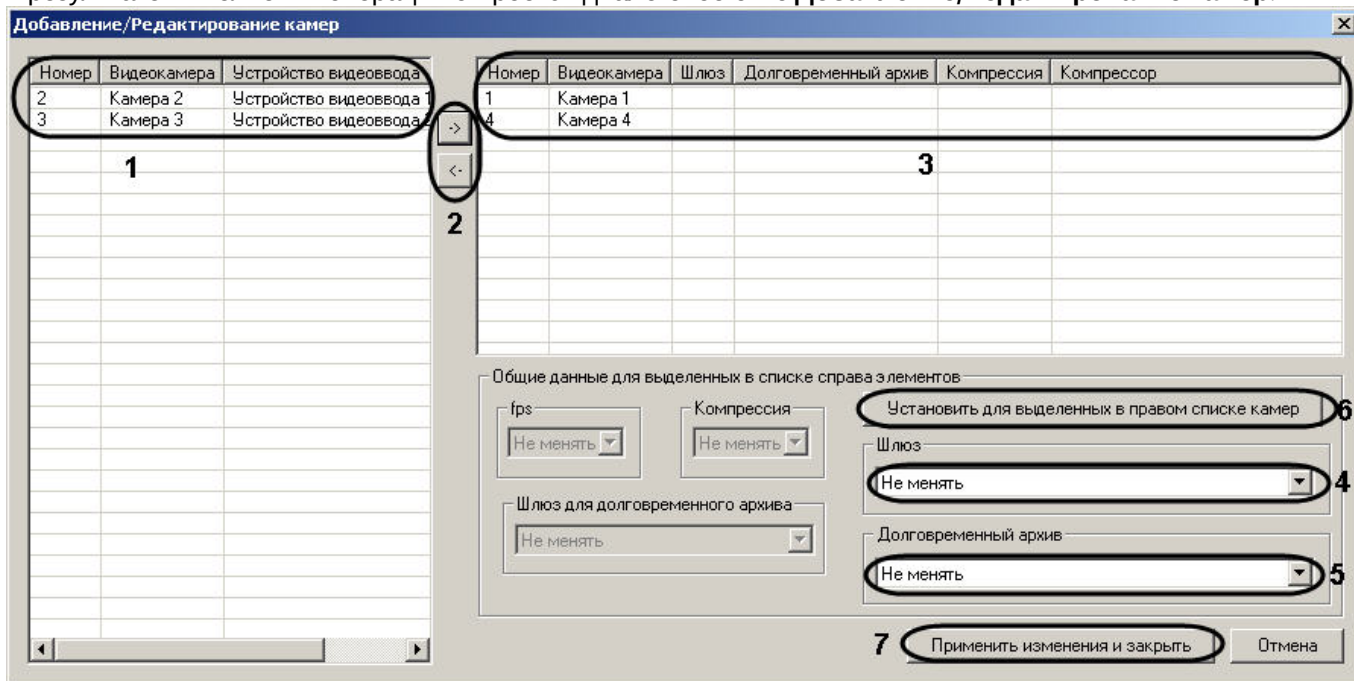 Добавление/Редактирование камер
Номер Видеокамера Устройство видеоввода
2 Камера 2 Устройство видеоввода 1
3 Камера 3 Устройство видеоввода
1
->
<-
2
Номер Видеокамера Шлюз Долговременный архив Компрессия Компрессор
1 Камера 1
4 Камера 4
3
Общие данные для выделенных в списке справа элементов
fps
Не менять
Компрессия
Не менять
Установить для выделенных в правом списке камер 6
Шлюз
Не менять 4
Шлюз для долговременного архива
Не менять
Долговременный архив
Не менять 5
7 Применить изменения и закрыть Отмена